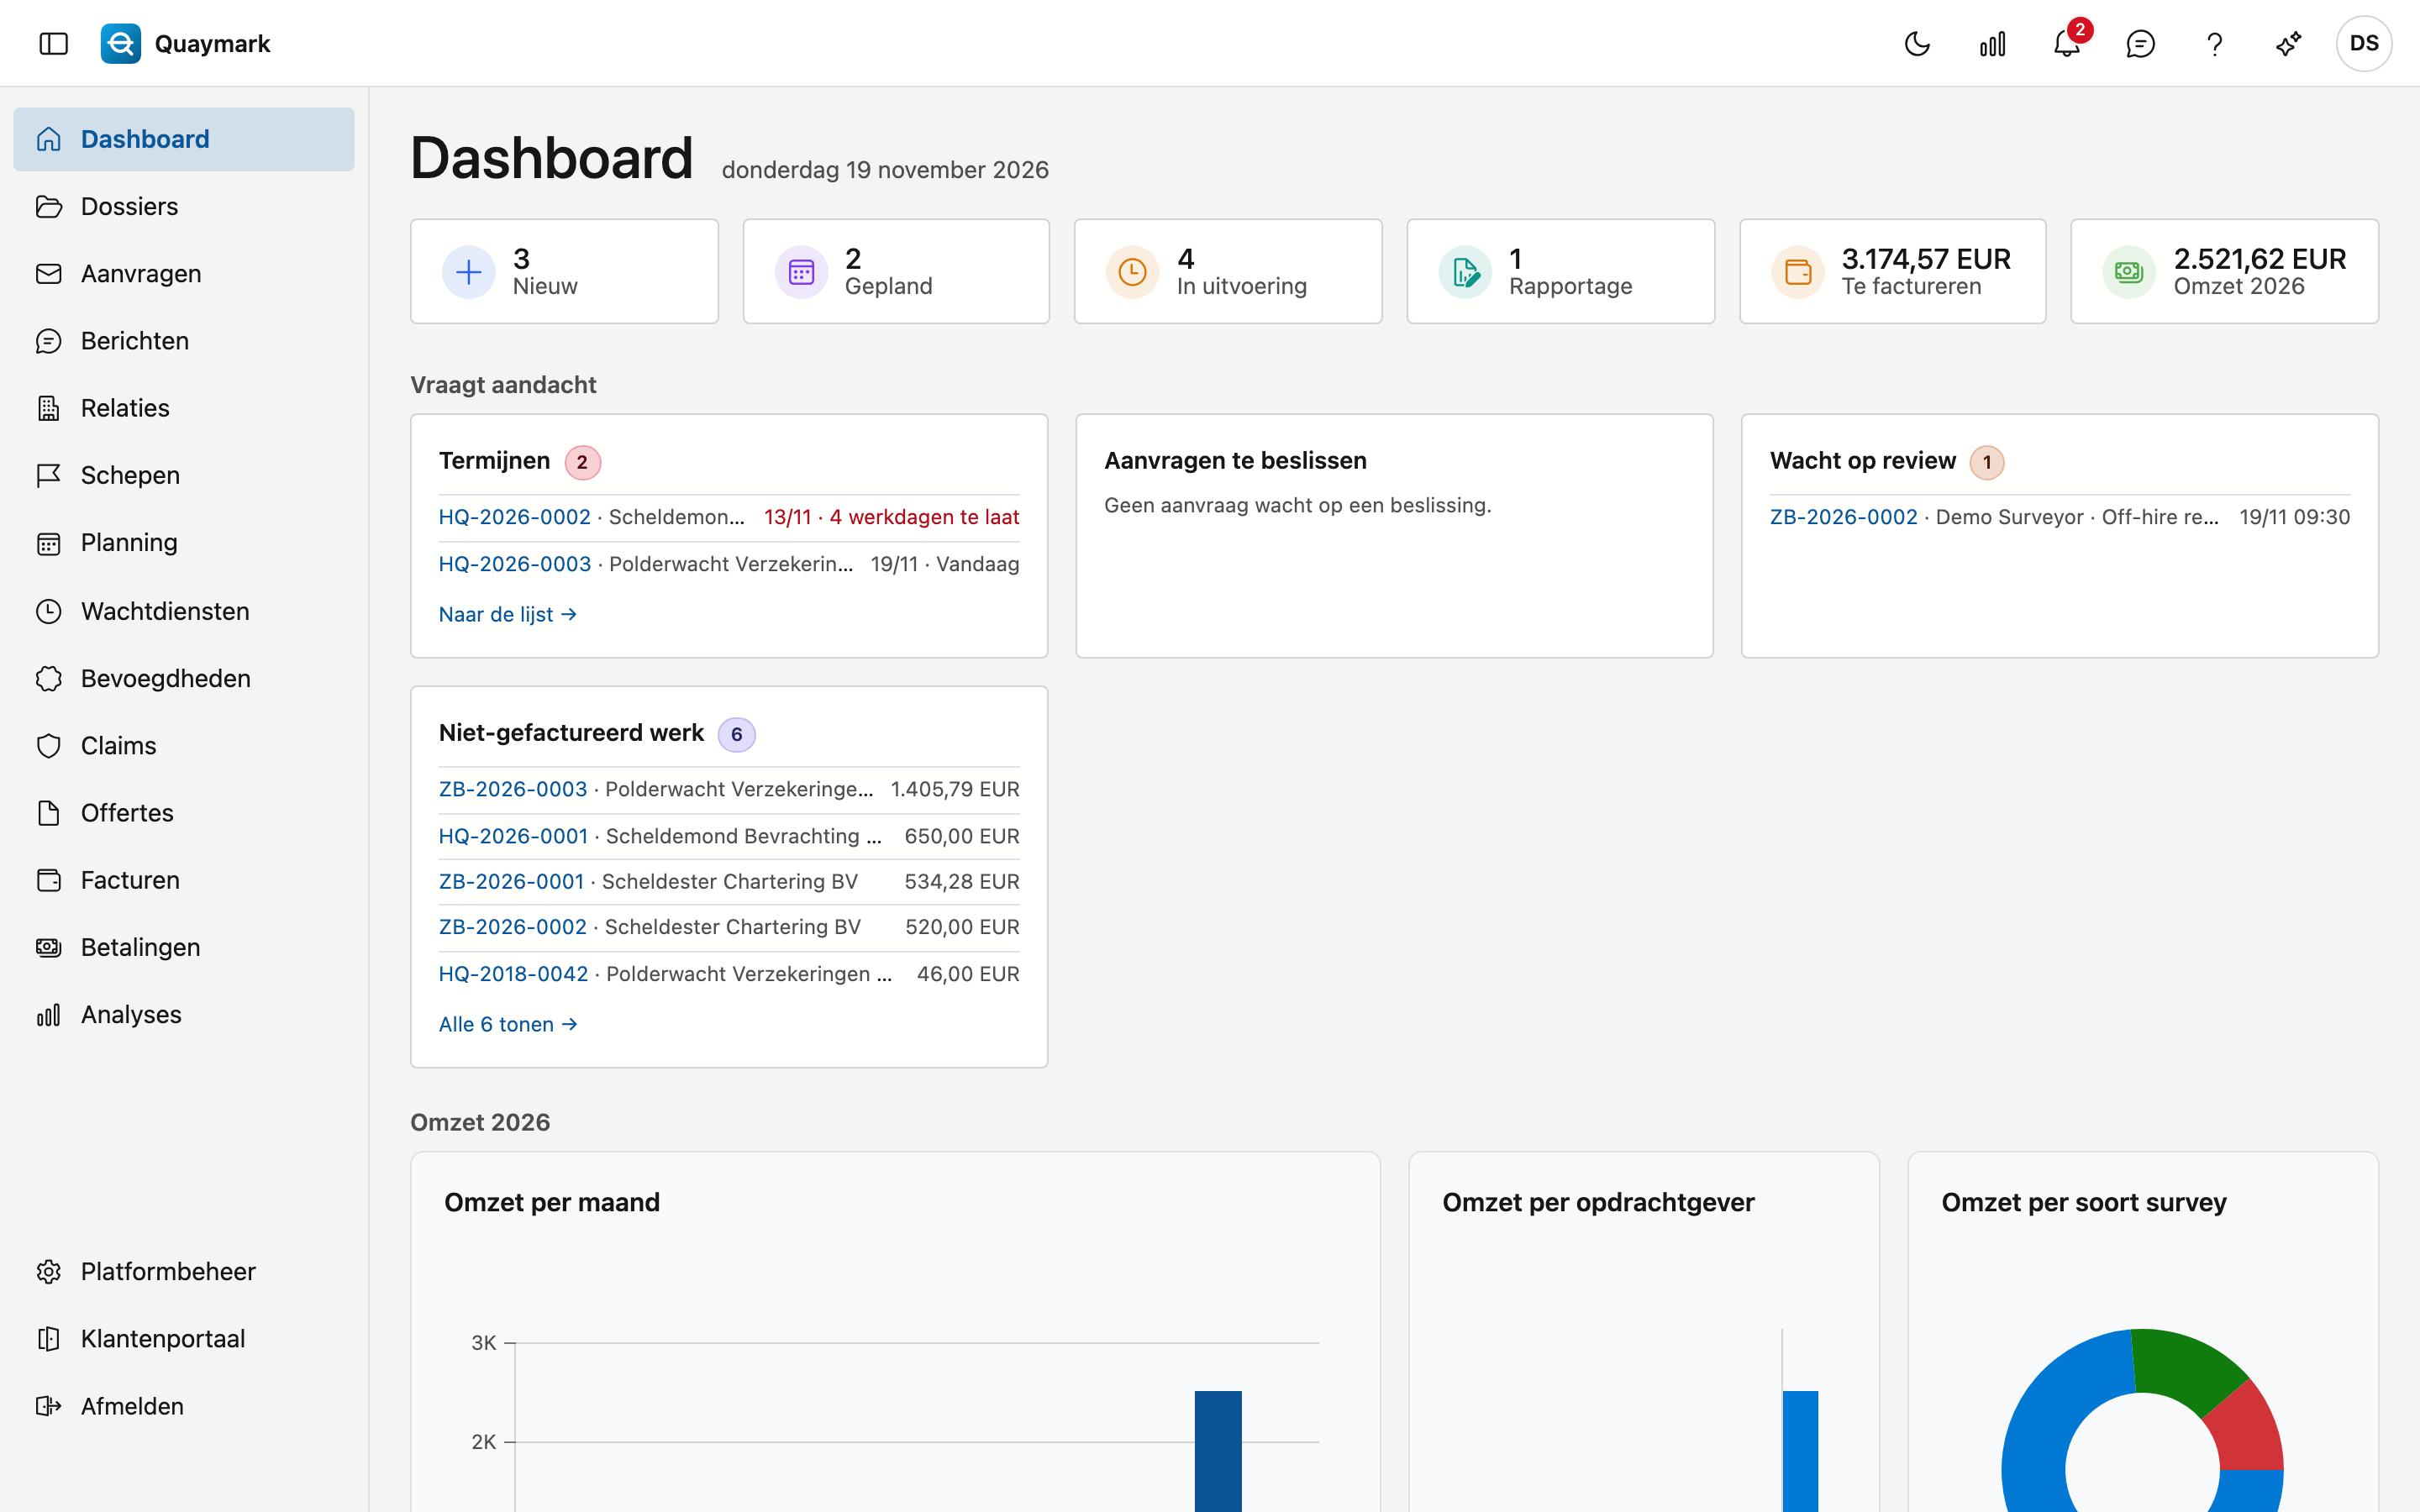 Quaymark
2
DS
Dashboard
Dossiers
Aanvragen
Berichten
Relaties
Schepen
Planning
Wachtdiensten
Bevoegdheden
Claims
Offertes
Facturen
Betalingen
Analyses
Platformbeheer
Klantenportaal
Afmelden
Dashboard donderdag 19 november 2026
3
Nieuw
2
Gepland
4
In uitvoering
1
Rapportage
3.174,57 EUR
Te factureren
2.521,62 EUR
Omzet 2026
Vraagt aandacht
Termijnen 2
HQ-2026-0002 · Scheldemon... 13/11 · 4 werkdagen te laat
HQ-2026-0003 · Polderwacht Verzekerin... 19/11 · Vandaag
Naar de lijst →
Aanvragen te beslissen
Geen aanvraag wacht op een beslissing.
Wacht op review 1
ZB-2026-0002 · Demo Surveyor · Off-hire re... 19/11 09:30
Niet-gefactureerd werk 6
ZB-2026-0003 · Polderwacht Verzekeringe... 1.405,79 EUR
HQ-2026-0001 · Scheldemond Bevrachting ... 650,00 EUR
ZB-2026-0001 · Scheldester Chartering BV 534,28 EUR
ZB-2026-0002 · Scheldester Chartering BV 520,00 EUR
HQ-2018-0042 · Polderwacht Verzekeringen ... 46,00 EUR
Alle 6 tonen →
Omzet 2026
Omzet per maand
3K
2K
Omzet per opdrachtgever
Omzet per soort survey